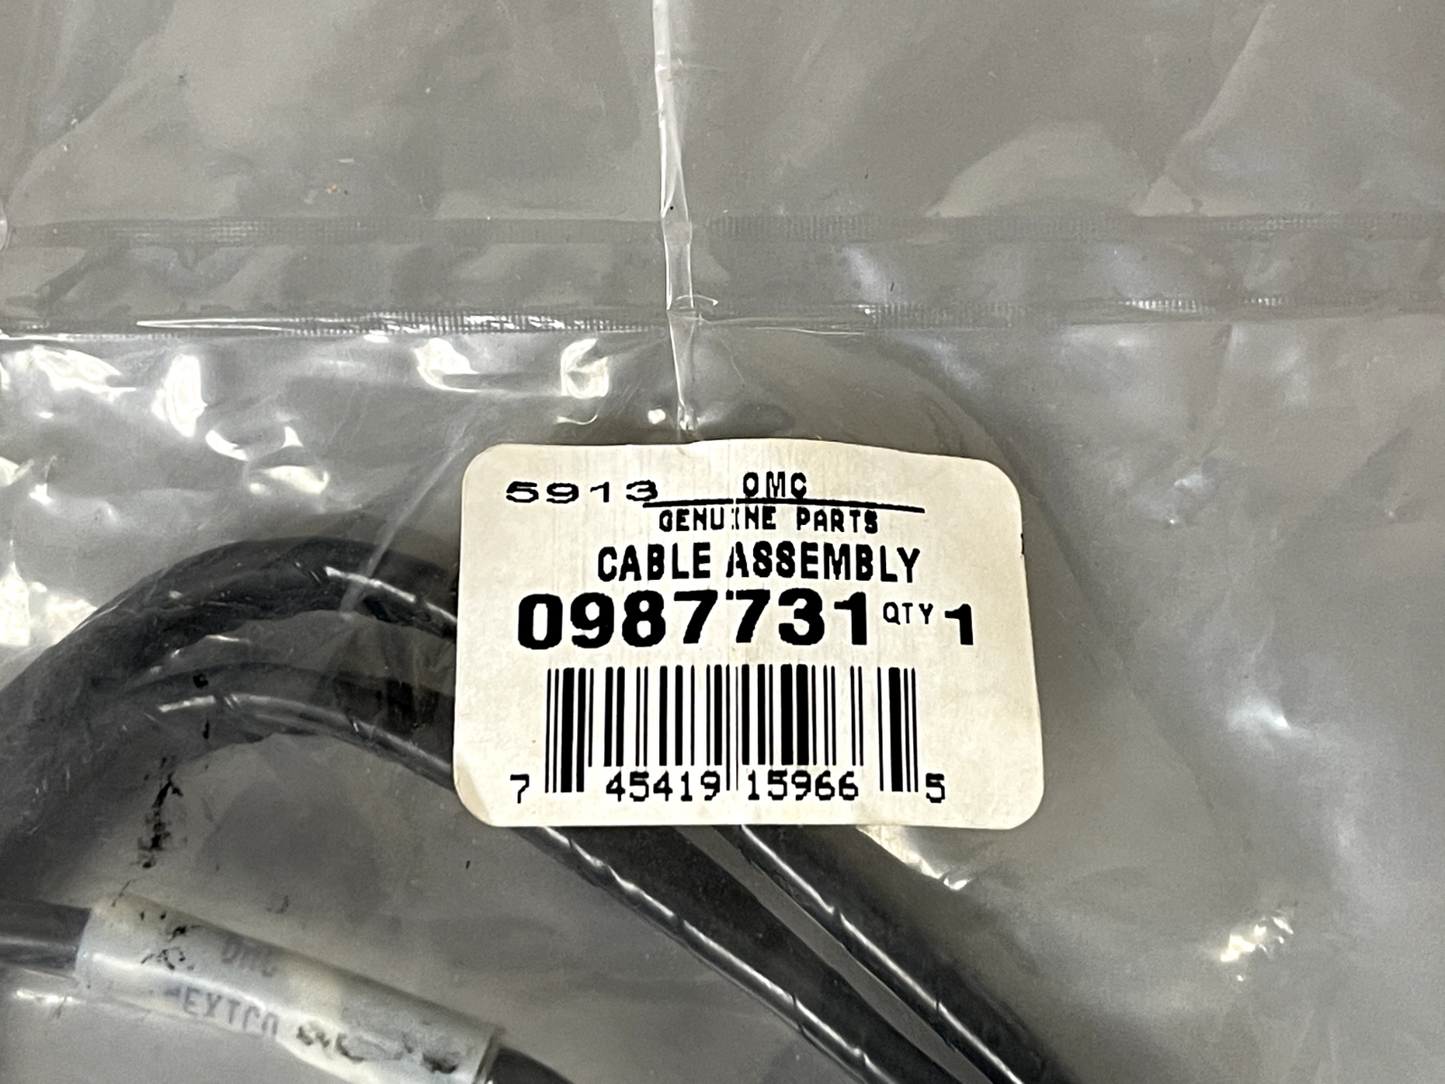 5913 OMC
GENUINE PARTS
CABLE ASSEMBLY
0987731 QTY 1
7 45419 15966 5
OMC